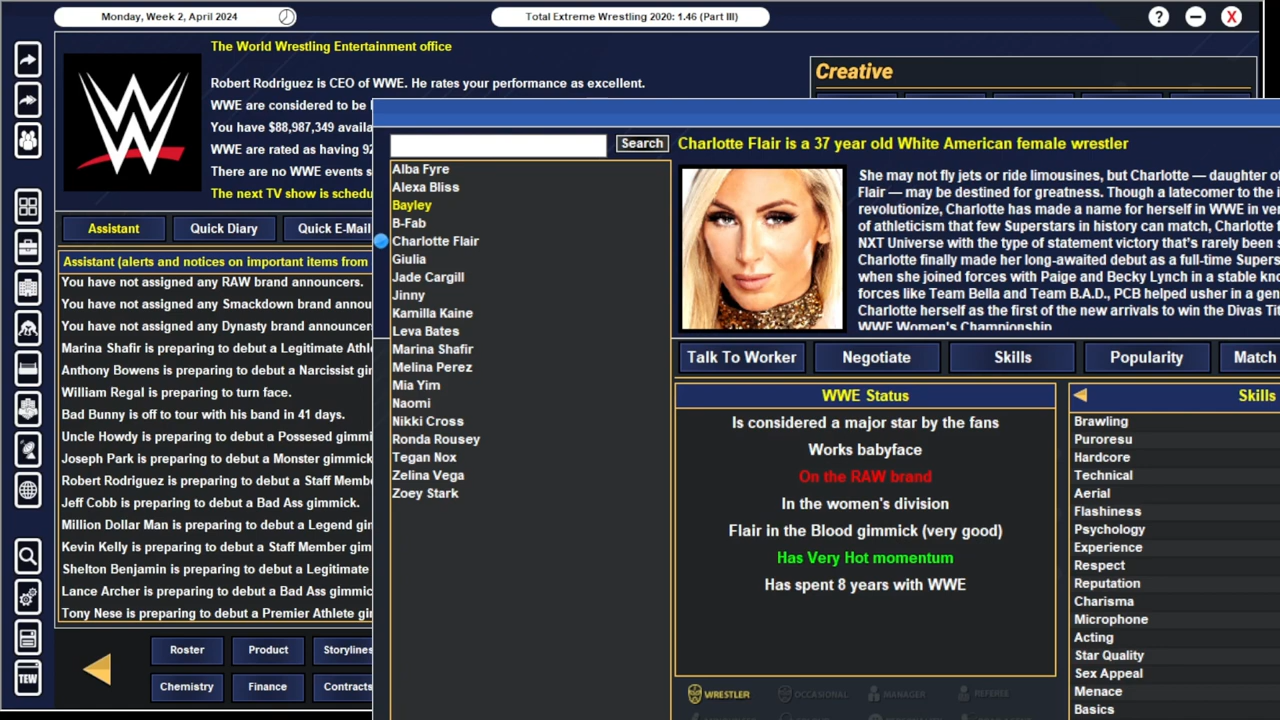 Monday, Week 2, April 2024
Total Extreme Wrestling 2020: 1.46 (Part III)
?
X
The World Wrestling Entertainment office
Robert Rodriguez is CEO of WWE. He rates your performance as excellent.
WWE are considered to be
You have $88,987,349 availa
WWE are rated as having 92
There are no WWE events s
The next TV show is schedu
Creative
Assistant
Quick Diary
Quick E-Mail
Assistant (alerts and notices on important items from
You have not assigned any RAW brand announcers.
You have not assigned any Smackdown brand annou
You have not assigned any Dynasty brand announcer
Marina Shafir is preparing to debut a Legitimate Athl
Anthony Bowens is preparing to debut a Narcissist gi
William Regal is preparing to turn face.
Bad Bunny is off to tour with his band in 41 days.
Uncle Howdy is preparing to debut a Possesed gimmi
Joseph Park is preparing to debut a Monster gimmick
Robert Rodriguez is preparing to debut a Staff Membe
Jeff Cobb is preparing to debut a Bad Ass gimmick.
Million Dollar Man is preparing to debut a Legend gi
Kevin Kelly is preparing to debut a Staff Member gim
Shelton Benjamin is preparing to debut a Legitimate
Lance Archer is preparing to debut a Bad Ass gimmic
Tony Nese is preparing to debut a Premier Athlete gi
Roster
Product
Storylines
Chemistry
Finance
Contracts
TEW
Search
Alba Fyre
Alexa Bliss
Bayley
B-Fab
Charlotte Flair
Giulia
Jade Cargill
Jinny
Kamilla Kaine
Leva Bates
Marina Shafir
Melina Perez
Mia Yim
Naomi
Nikki Cross
Ronda Rousey
Tegan Nox
Zelina Vega
Zoey Stark
Charlotte Flair is a 37 year old White American female wrestler
She may not fly jets or ride limousines, but Charlotte — daughter o
Flair — may be destined for greatness. Though a latecomer to the i
revolutionize, Charlotte has made a name for herself in WWE in ver
of athleticism that few Superstars in history can match, Charlotte f
NXT Universe with the type of statement victory that's rarely been s
Charlotte finally made her long-awaited debut as a full-time Supers
when she joined forces with Paige and Becky Lynch in a stable kno
forces like Team Bella and Team B.A.D., PCB helped usher in a gen
Charlotte herself as the first of the new arrivals to win the Divas Tit
WWE Women's Championship
Talk To Worker
Negotiate
Skills
Popularity
Match
WWE Status
Is considered a major star by the fans
Works babyface
On the RAW brand
In the women's division
Flair in the Blood gimmick (very good)
Has Very Hot momentum
Has spent 8 years with WWE
WRESTLER
OCCASIONAL
MANAGER
REFEREE
Skills
Brawling
Puroresu
Hardcore
Technical
Aerial
Flashiness
Psychology
Experience
Respect
Reputation
Charisma
Microphone
Acting
Star Quality
Sex Appeal
Menace
Basics